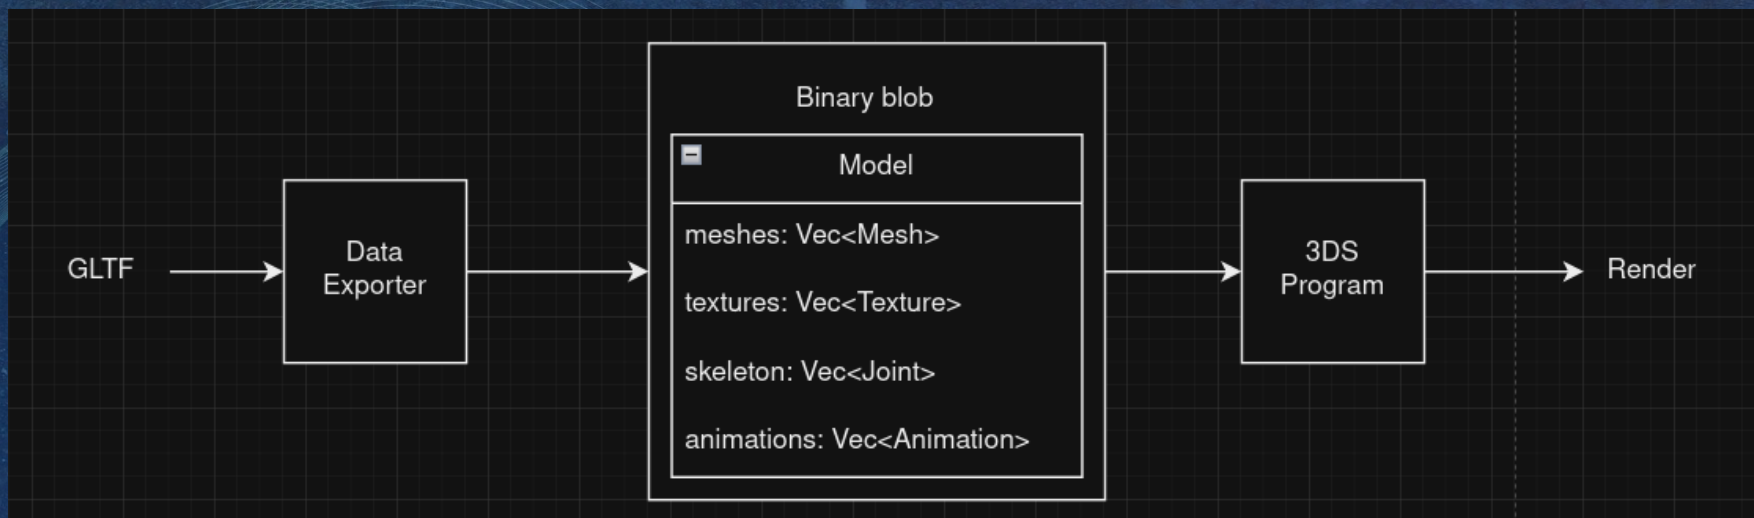 GLTF
Data
Exporter
Binary blob
Model
meshes: Vec<Mesh>
textures: Vec<Texture>
skeleton: Vec<Joint>
animations: Vec<Animation>
3DS
Program
Render